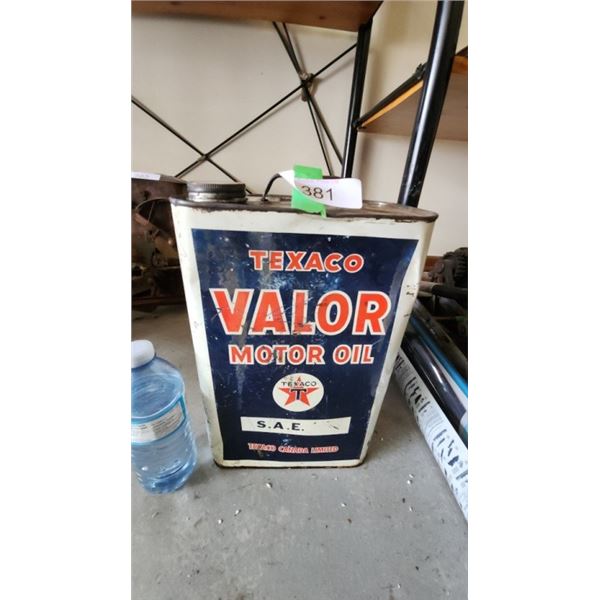 381
TEXACO
VALOR
MOTOR OIL
TEXACO
T
S.A.E.
TEXACO CANADA LIMITED